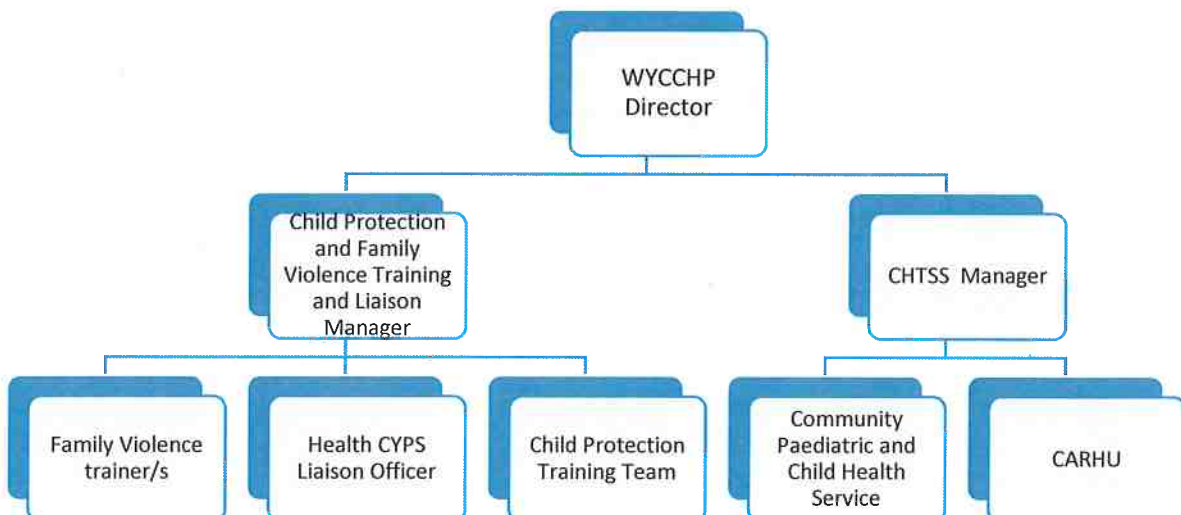 WYCCHP
Director
Child Protection
and Family
Violence Training
and Liaison
Manager
CHTSS Manager
Family Violence
trainer/s
Health CYPS
Liaison Officer
Child Protection
Training Team
Community
Paediatric and
Child Health
Service
CARHU